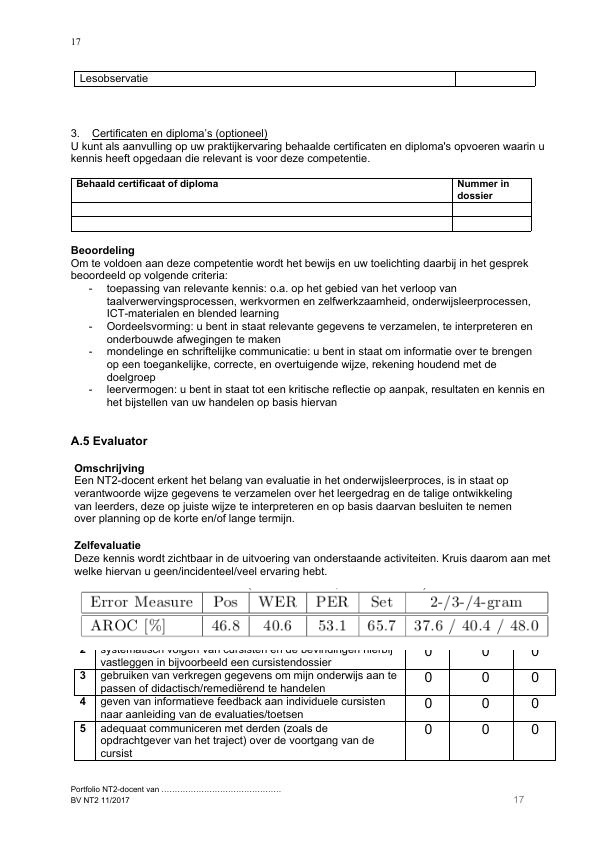 17
Lesobservatie
3. Certificaten en diploma's (optioneel)
U kunt als aanvulling op uw praktijkervaring behaalde certificaten en diploma's opvoeren waarin u
kennis heeft opgedaan die relevant is voor deze competentie.
Behaald certificaat of diploma Nummer in
dossier
Beoordeling
Om te voldoen aan deze competentie wordt het bewijs en uw toelichting daarbij in het gesprek
beoordeeld op volgende criteria:
- toepassing van relevante kennis: o.a. op het gebied van het verloop van
taalverwervingsprocessen, werkvormen en zelfwerkzaamheid, onderwijsleerprocessen,
ICT-materialen en blended learning
- Oordeelsvorming: u bent in staat relevante gegevens te verzamelen, te interpreteren en
onderbouwde afwegingen te maken
- mondelinge en schriftelijke communicatie: u bent in staat om informatie over te brengen
op een toegankelijke, correcte, en overtuigende wijze, rekening houdend met de
doelgroep
- leervermogen: u bent in staat tot een kritische reflectie op aanpak, resultaten en kennis en
het bijstellen van uw handelen op basis hiervan
A.5 Evaluator
Omschrijving
Een NT2-docent erkent het belang van evaluatie in het onderwijsleerproces, is in staat op
verantwoorde wijze gegevens te verzamelen over het leergedrag en de talige ontwikkeling
van leerders, deze op juiste wijze te interpreteren en op basis daarvan besluiten te nemen
over planning op de korte en/of lange termijn.
Zelfevaluatie
Deze kennis wordt zichtbaar in de uitvoering van onderstaande activiteiten. Kruis daarom aan met
welke hiervan u geen/incidenteel/veel ervaring hebt.
Error Measure Pos WER PER Set 2-/3-/4-gram
AROC [%] 46.8 40.6 53.1 65.7 37.6 / 40.4 / 48.0
2 systematisch volgen van cursisten en de bevindingen hierbij 0 0 0
vastleggen in bijvoorbeeld een cursistendossier
3 gebruiken van verkregen gegevens om mijn onderwijs aan te 0 0 0
passen of didactisch/remediërend te handelen
4 geven van informatieve feedback aan individuele cursisten 0 0 0
naar aanleiding van de evaluaties/toetsen
5 adequaat communiceren met derden (zoals de 0 0 0
opdrachtgever van het traject) over de voortgang van de
cursist
Portfolio NT2-docent van ……………………………………
BV NT2 11/2017 17